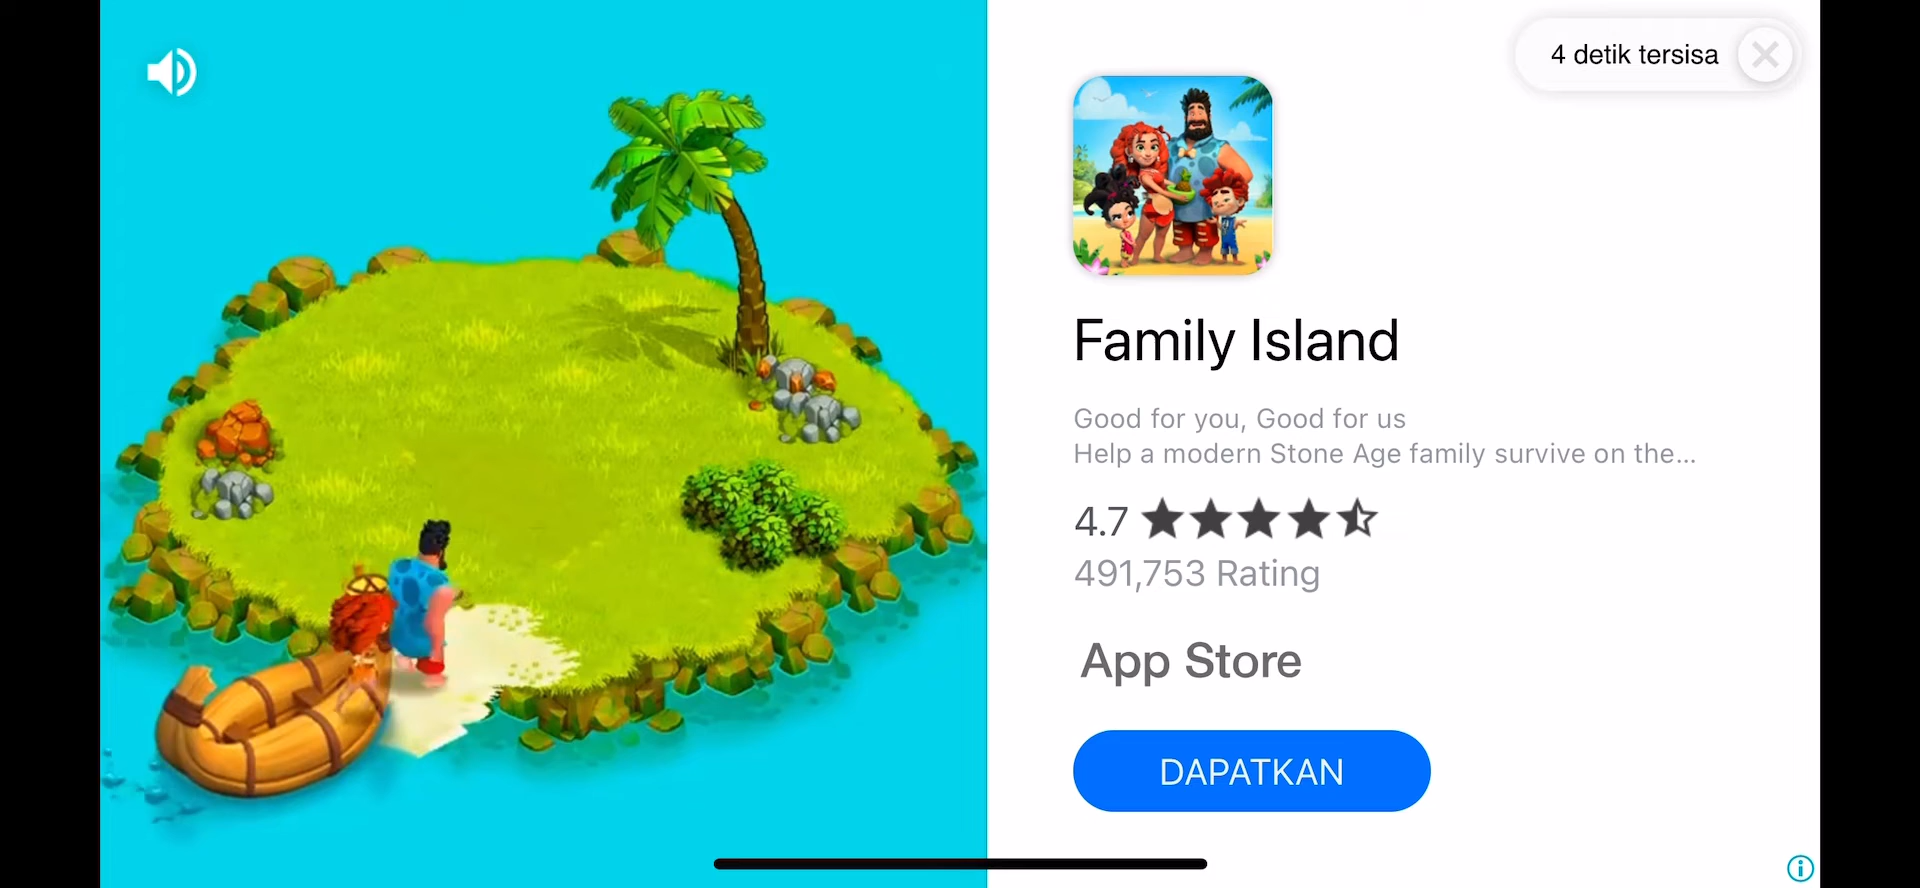 4 detik tersisa
Family Island
Good for you, Good for us
Help a modern Stone Age family survive on the...
4.7
491,753 Rating
App Store
DAPATKAN